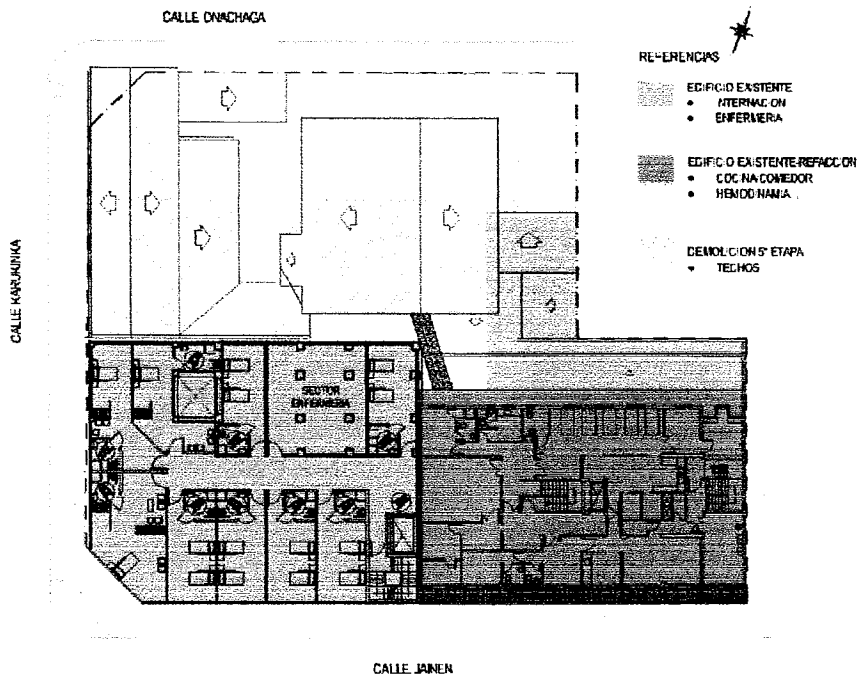 CALLE ONACHAGA
REFERENCIAS
EDIFICIO EXISTENTE
• INTERNACION
• ENFERMERIA
EDIFICIO EXISTENTE-REFACCION
• COCINA/COMEDOR
• HEMODINAMIA
DEMOLICION 5° ETAPA
• TECHOS
CALLE KARUKINKA
SECTOR
ENFERMERIA
CALLE JAINEN